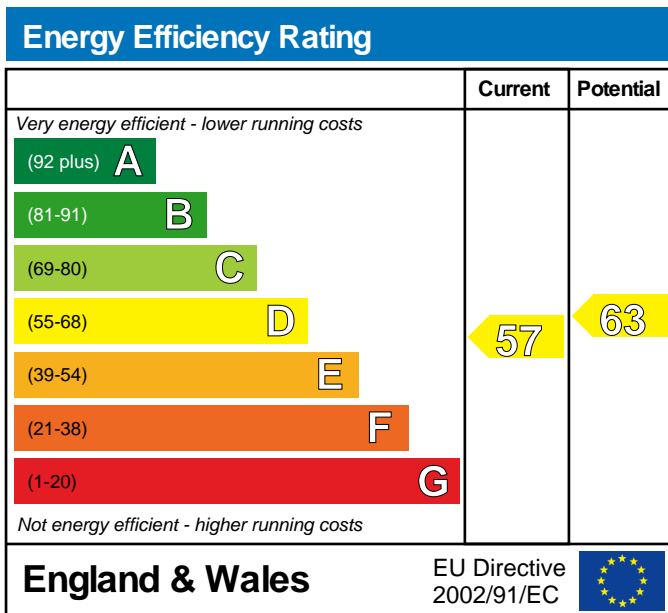 Energy Efficiency Rating
Current Potential
Very energy efficient - lower running costs
(92 plus) A
(81-91) B
(69-80) C
(55-68) D
(39-54) E
(21-38) F
(1-20) G
57
63
Not energy efficient - higher running costs
England & Wales
EU Directive
2002/91/EC